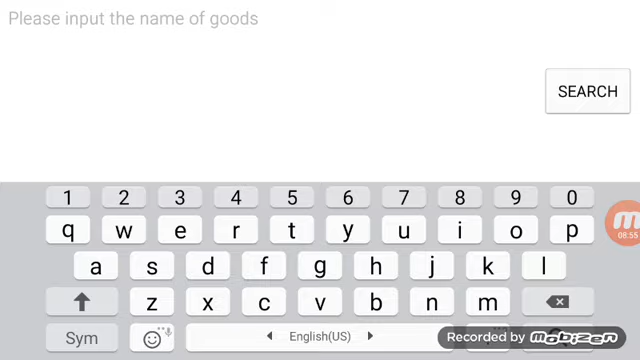 Please input the name of goods
SEARCH
1 2 3 4 5 6 7 8 9 0
q w e r t y u i o p
08:55
a s d f g h j k l
z x c v b n m
Sym
English(US)
Recorded by mobizen